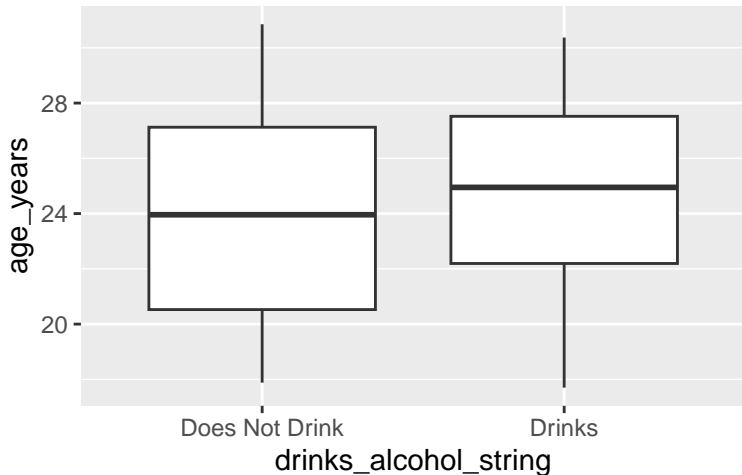 age_years
28
24
20
Does Not Drink
Drinks
drinks_alcohol_string